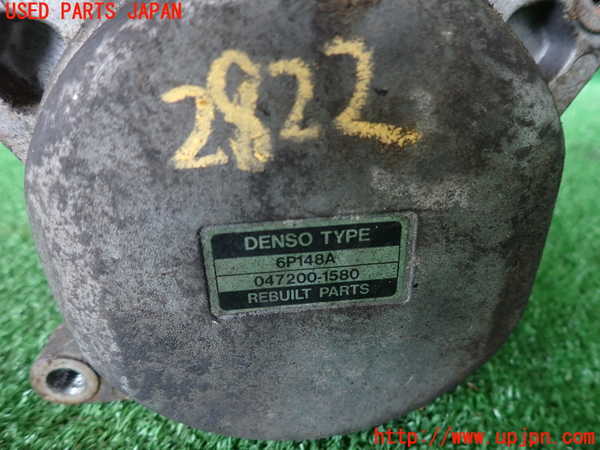 USED PARTS JAPAN
2822
DENSO TYPE
6P148A
047200-1580
REBUILT PARTS
http://www.upjpn.com/